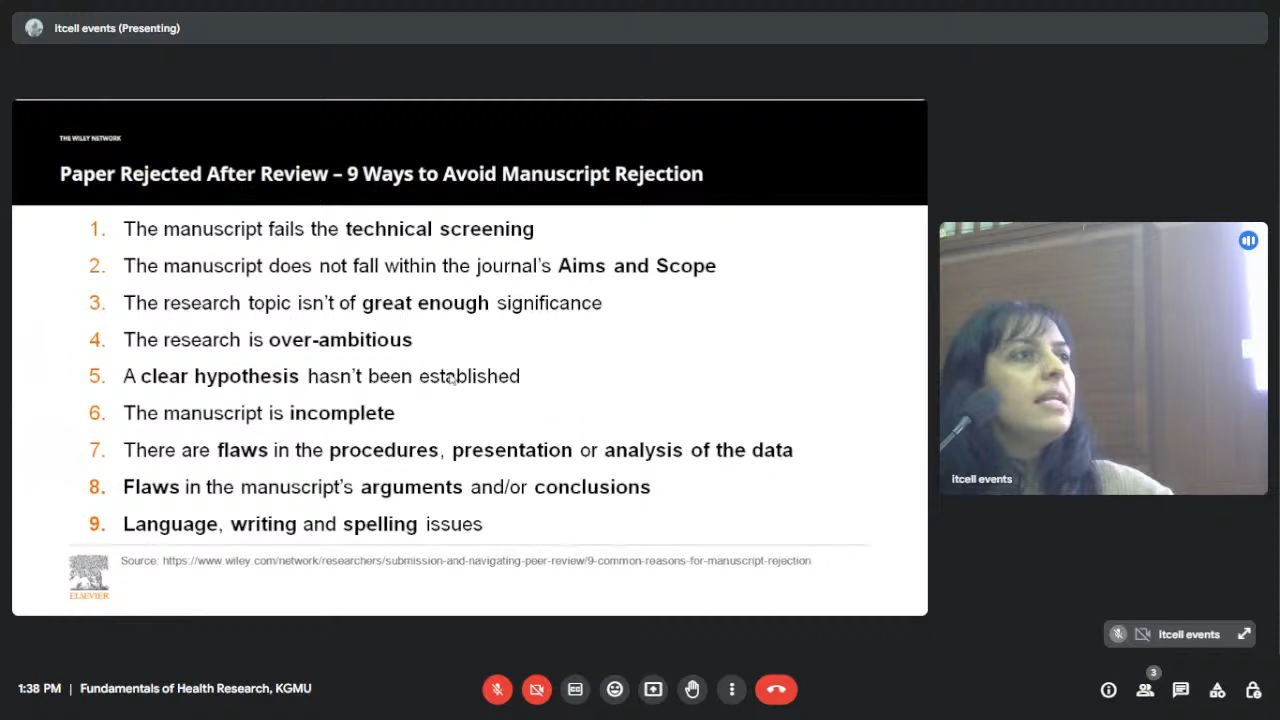 Itcell events (Presenting)
THE WILEY NETWORK
Paper Rejected After Review – 9 Ways to Avoid Manuscript Rejection
1. The manuscript fails the technical screening
2. The manuscript does not fall within the journal's Aims and Scope
3. The research topic isn't of great enough significance
4. The research is over-ambitious
5. A clear hypothesis hasn't been established
6. The manuscript is incomplete
7. There are flaws in the procedures, presentation or analysis of the data
8. Flaws in the manuscript's arguments and/or conclusions
9. Language, writing and spelling issues
Source: https://www.wiley.com/network/researchers/submission-and-navigating-peer-review/9-common-reasons-for-manuscript-rejection
ELSEVIER
itcell events
Itcell events
1:38 PM | Fundamentals of Health Research, KGMU
3